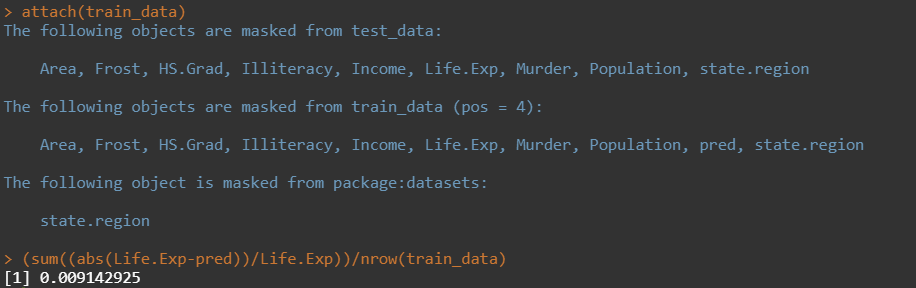 > attach(train_data)
The following objects are masked from test_data:
Area, Frost, HS.Grad, Illiteracy, Income, Life.Exp, Murder, Population, state.region
The following objects are masked from train_data (pos = 4):
Area, Frost, HS.Grad, Illiteracy, Income, Life.Exp, Murder, Population, pred, state.region
The following object is masked from package:datasets:
state.region
> (sum((abs(Life.Exp-pred))/Life.Exp))/nrow(train_data)
[1] 0.009142925